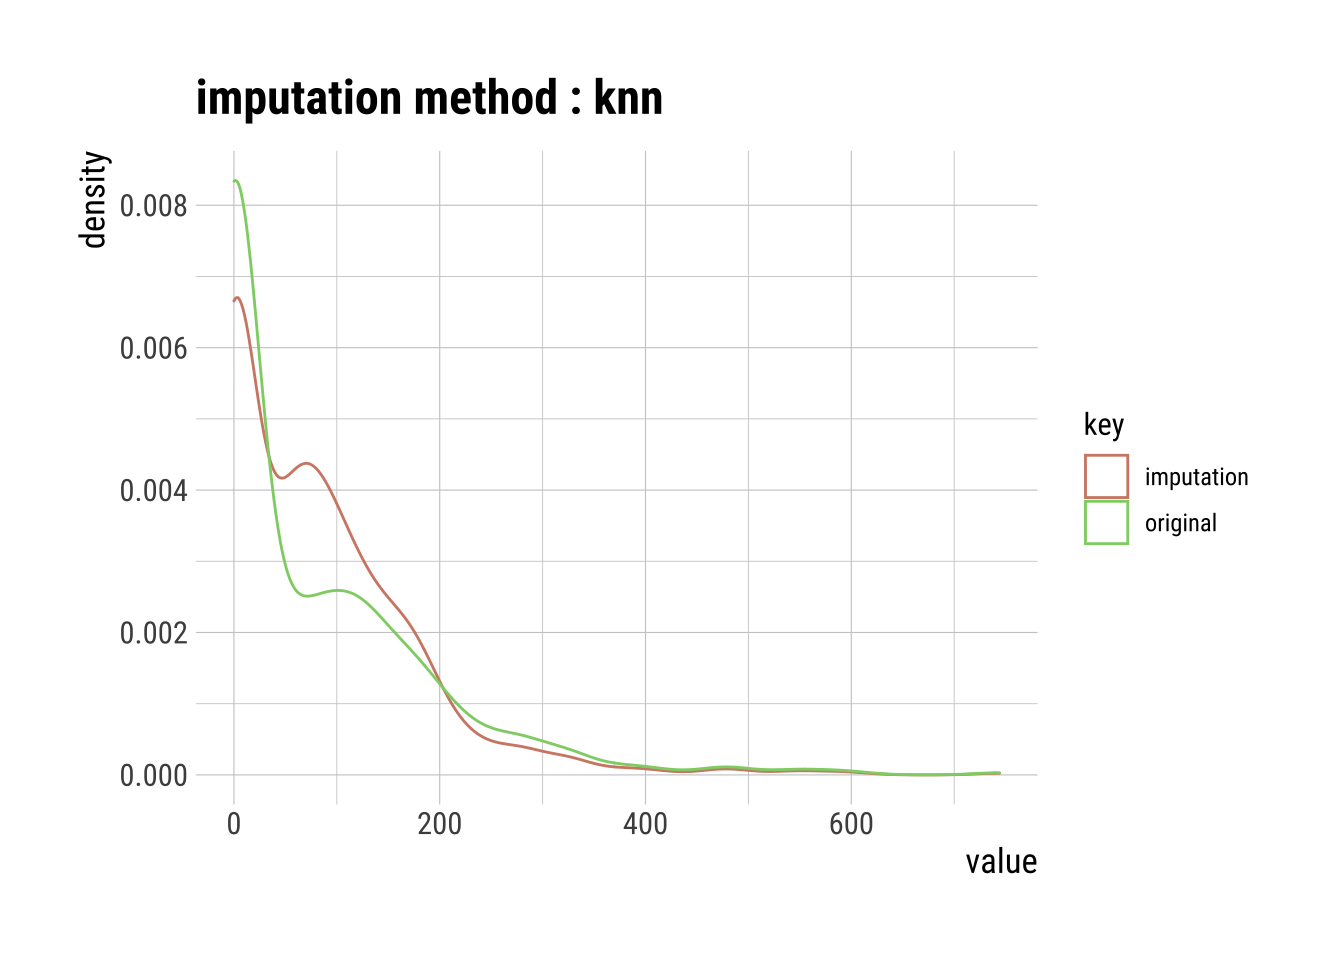 imputation method : knn
density
0.008
0.006
0.004
0.002
0.000
0 200 400 600
value
key
imputation
original